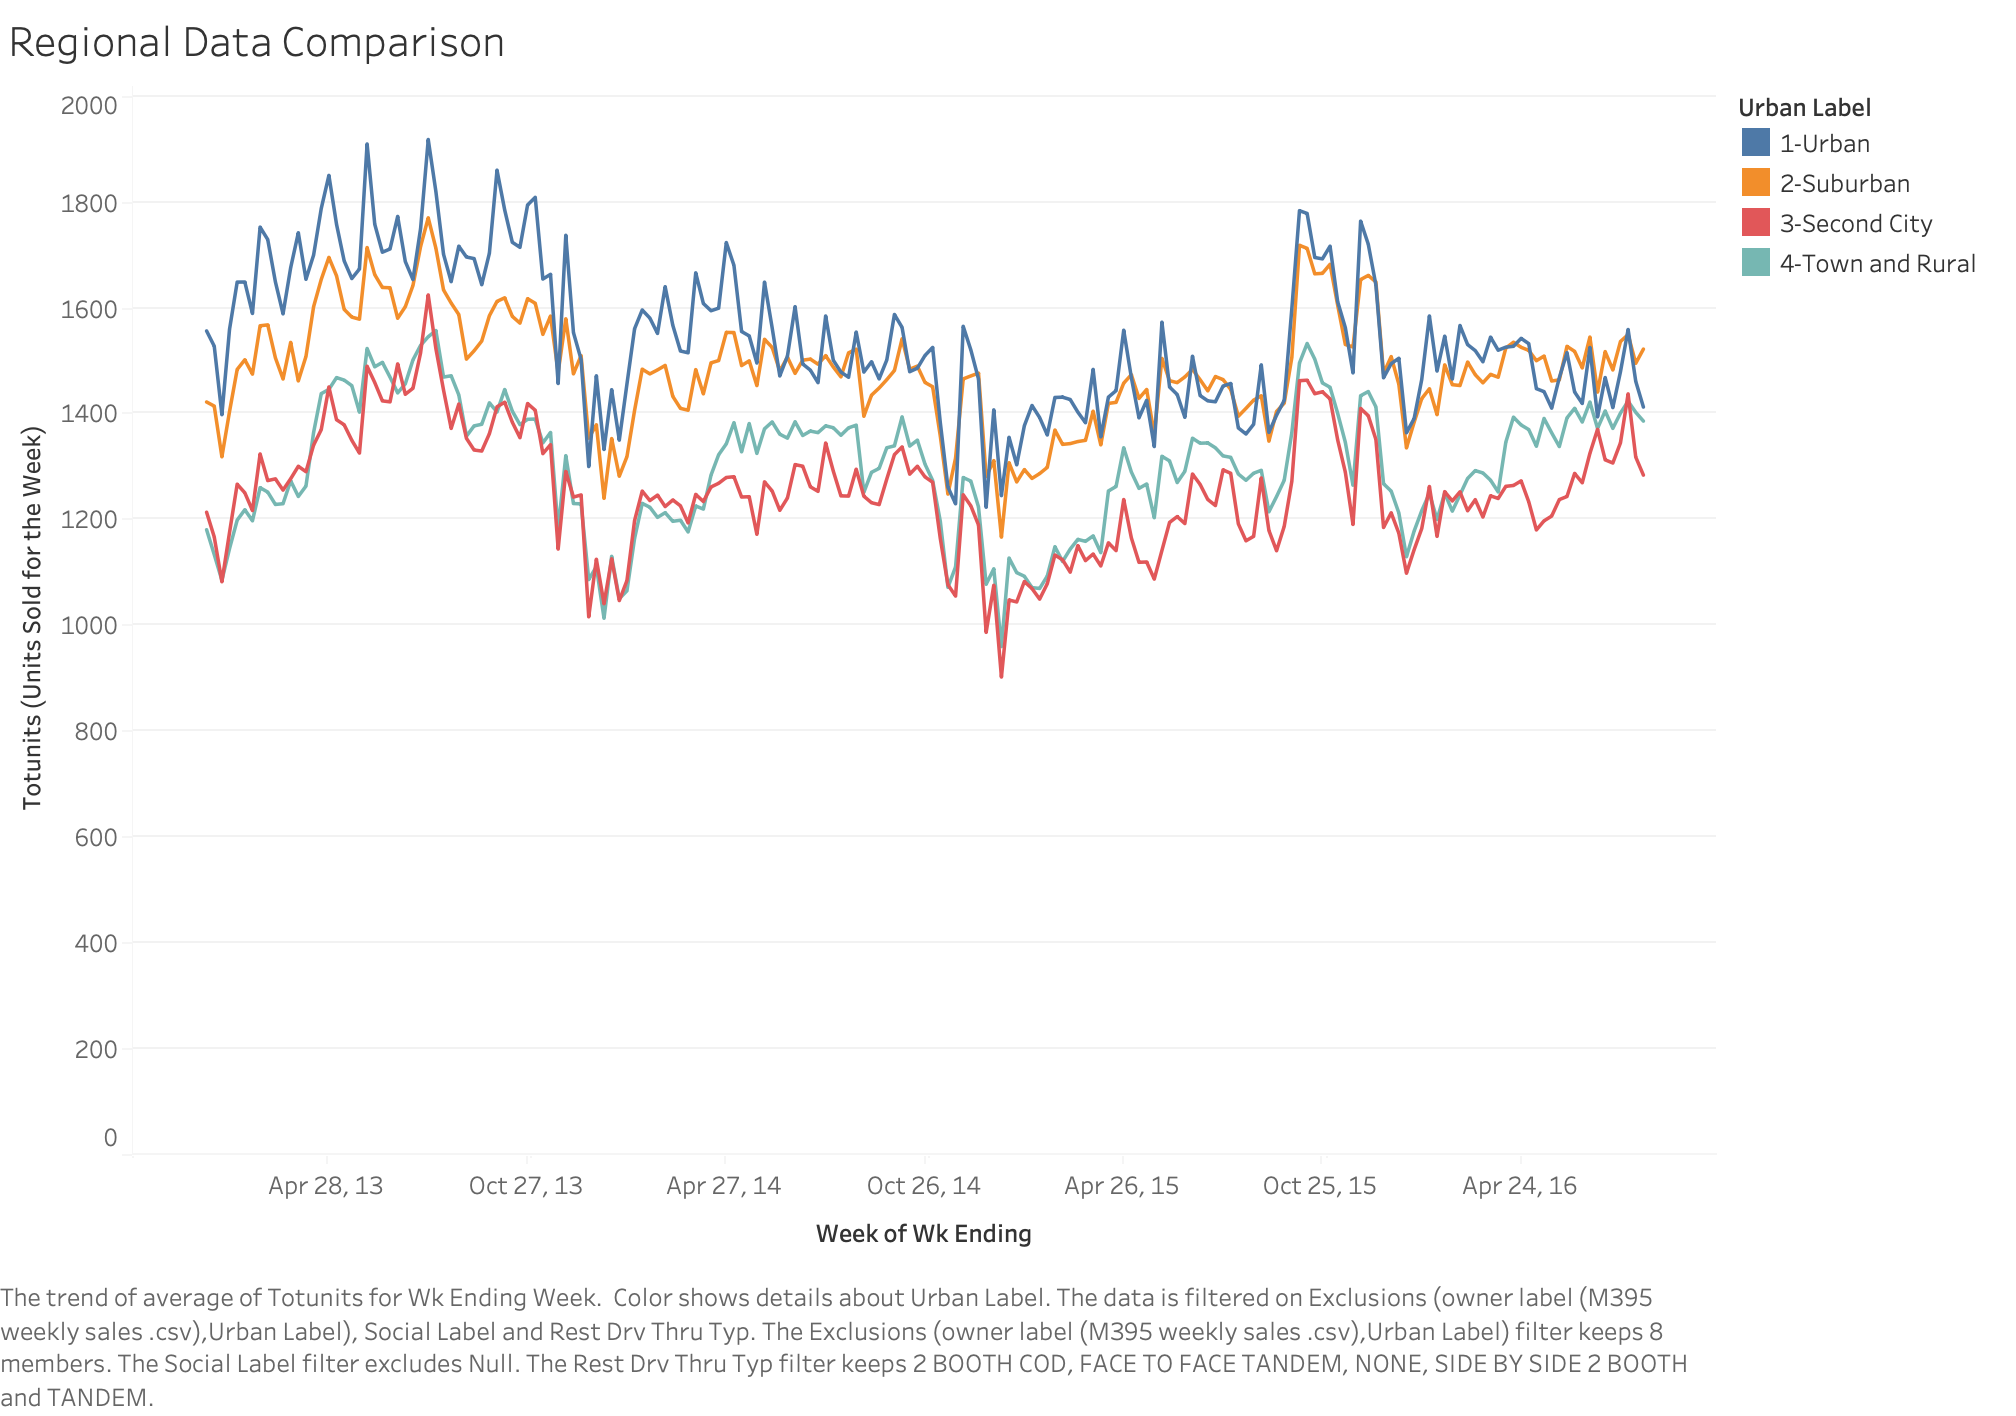 Regional Data Comparison
2000
1800
1600
1400
1200
1000
800
600
400
200
0
Totunits (Units Sold for the Week)
Apr 28, 13
Oct 27, 13
Apr 27, 14
Oct 26, 14
Apr 26, 15
Oct 25, 15
Apr 24, 16
Week of Wk Ending
Urban Label
1-Urban
2-Suburban
3-Second City
4-Town and Rural
The trend of average of Totunits for Wk Ending Week.  Color shows details about Urban Label. The data is filtered on Exclusions (owner label (M395
weekly sales .csv),Urban Label), Social Label and Rest Drv Thru Typ. The Exclusions (owner label (M395 weekly sales .csv),Urban Label) filter keeps 8
members. The Social Label filter excludes Null. The Rest Drv Thru Typ filter keeps 2 BOOTH COD, FACE TO FACE TANDEM, NONE, SIDE BY SIDE 2 BOOTH
and TANDEM.